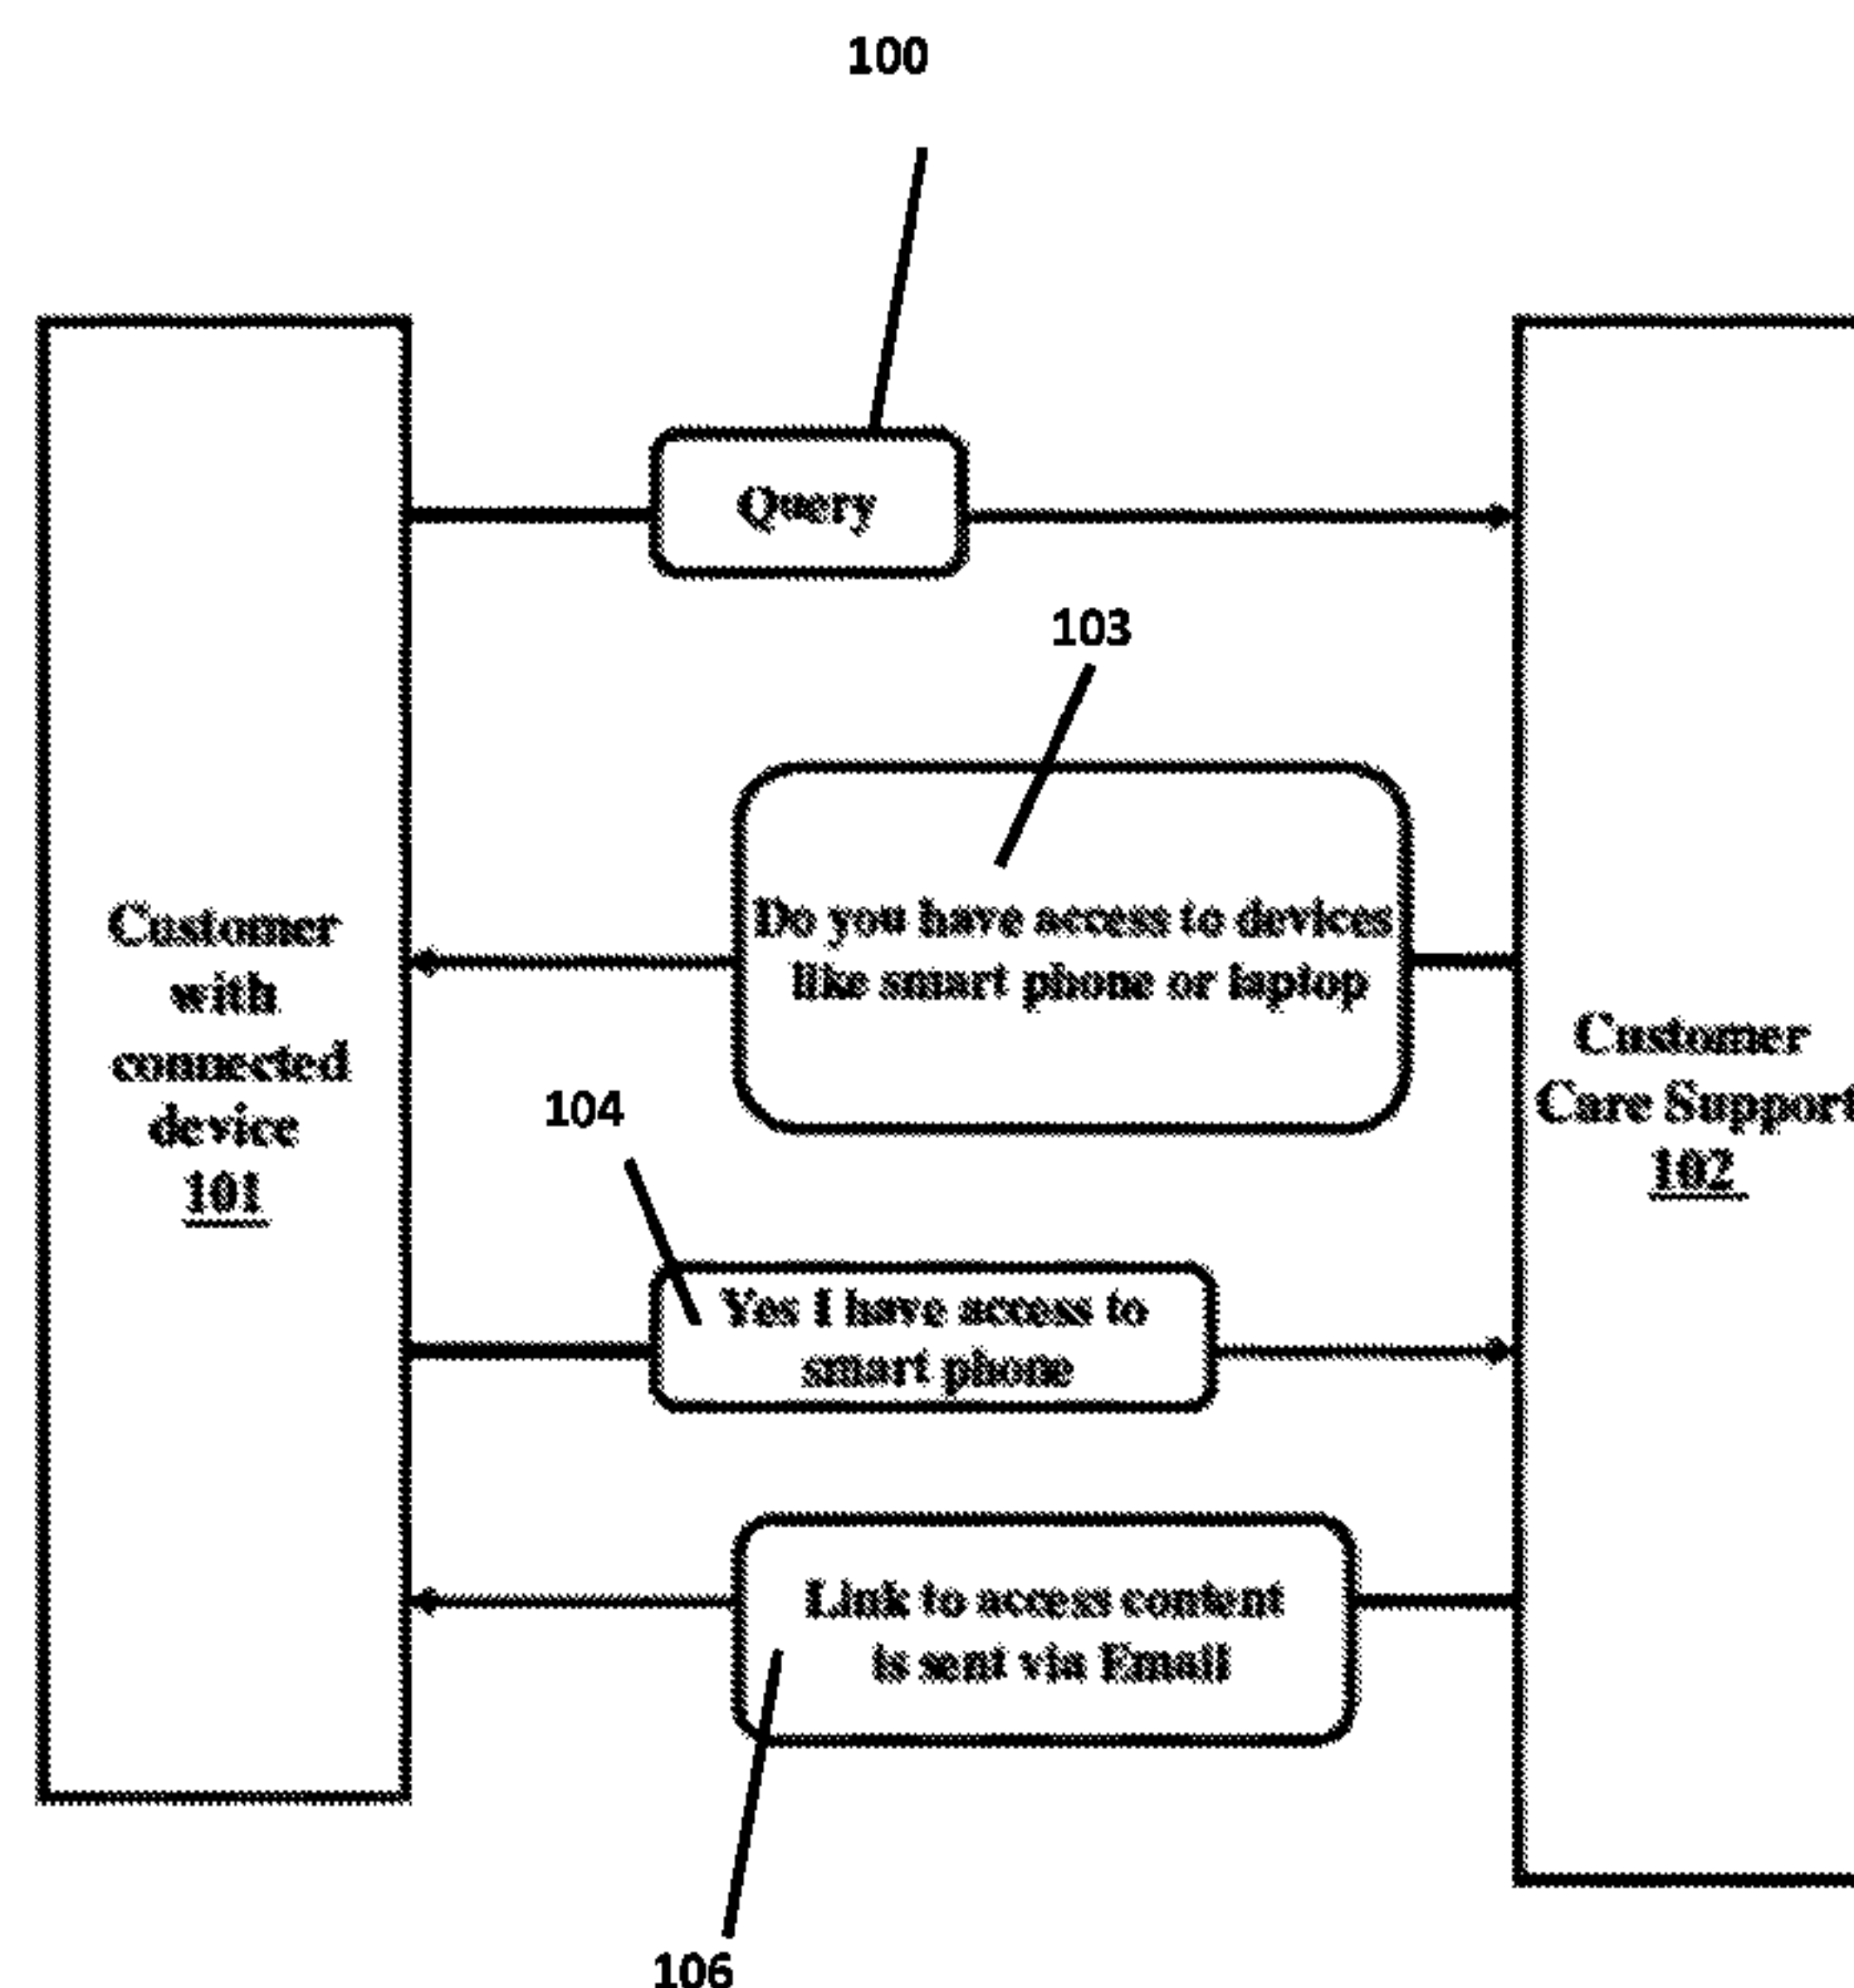 100
Query
103
Do you have access to devices
like smart phone or laptop
Customer
with
connected
device
101
Customer
Care Support
102
104
Yes I have access to
smart phone
Link to access content
is sent via Email
106